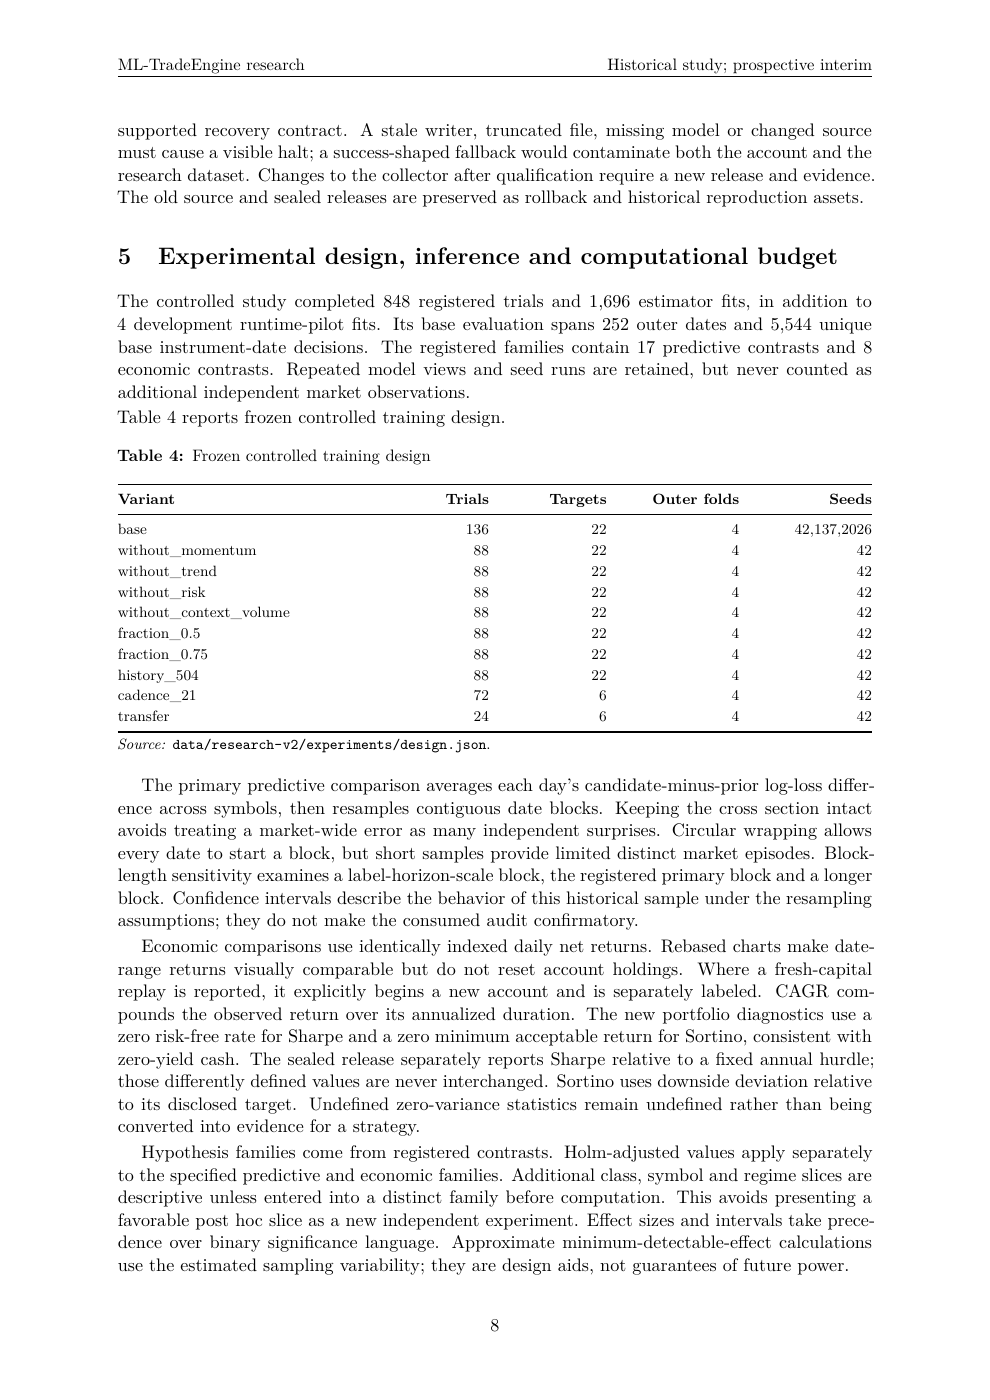 ML-TradeEngine research Historical study; prospective interim
supported recovery contract. A stale writer, truncated file, missing model or changed source
must cause a visible halt; a success-shaped fallback would contaminate both the account and the
research dataset. Changes to the collector after qualification require a new release and evidence.
The old source and sealed releases are preserved as rollback and historical reproduction assets.
5 Experimental design, inference and computational budget
The controlled study completed 848 registered trials and 1,696 estimator fits, in addition to
4 development runtime-pilot fits. Its base evaluation spans 252 outer dates and 5,544 unique
base instrument-date decisions. The registered families contain 17 predictive contrasts and 8
economic contrasts. Repeated model views and seed runs are retained, but never counted as
additional independent market observations.
Table 4 reports frozen controlled training design.
Table 4: Frozen controlled training design
Variant Trials Targets Outer folds Seeds
base 136 22 4 42,137,2026
without_momentum 88 22 4 42
without_trend 88 22 4 42
without_risk 88 22 4 42
without_context_volume 88 22 4 42
fraction_0.5 88 22 4 42
fraction_0.75 88 22 4 42
history_504 88 22 4 42
cadence_21 72 6 4 42
transfer 24 6 4 42
Source: data/research-v2/experiments/design.json.
The primary predictive comparison averages each day's candidate-minus-prior log-loss differ-
ence across symbols, then resamples contiguous date blocks. Keeping the cross section intact
avoids treating a market-wide error as many independent surprises. Circular wrapping allows
every date to start a block, but short samples provide limited distinct market episodes. Block-
length sensitivity examines a label-horizon-scale block, the registered primary block and a longer
block. Confidence intervals describe the behavior of this historical sample under the resampling
assumptions; they do not make the consumed audit confirmatory.
Economic comparisons use identically indexed daily net returns. Rebased charts make date-
range returns visually comparable but do not reset account holdings. Where a fresh-capital
replay is reported, it explicitly begins a new account and is separately labeled. CAGR com-
pounds the observed return over its annualized duration. The new portfolio diagnostics use a
zero risk-free rate for Sharpe and a zero minimum acceptable return for Sortino, consistent with
zero-yield cash. The sealed release separately reports Sharpe relative to a fixed annual hurdle;
those differently defined values are never interchanged. Sortino uses downside deviation relative
to its disclosed target. Undefined zero-variance statistics remain undefined rather than being
converted into evidence for a strategy.
Hypothesis families come from registered contrasts. Holm-adjusted values apply separately
to the specified predictive and economic families. Additional class, symbol and regime slices are
descriptive unless entered into a distinct family before computation. This avoids presenting a
favorable post hoc slice as a new independent experiment. Effect sizes and intervals take prece-
dence over binary significance language. Approximate minimum-detectable-effect calculations
use the estimated sampling variability; they are design aids, not guarantees of future power.
8